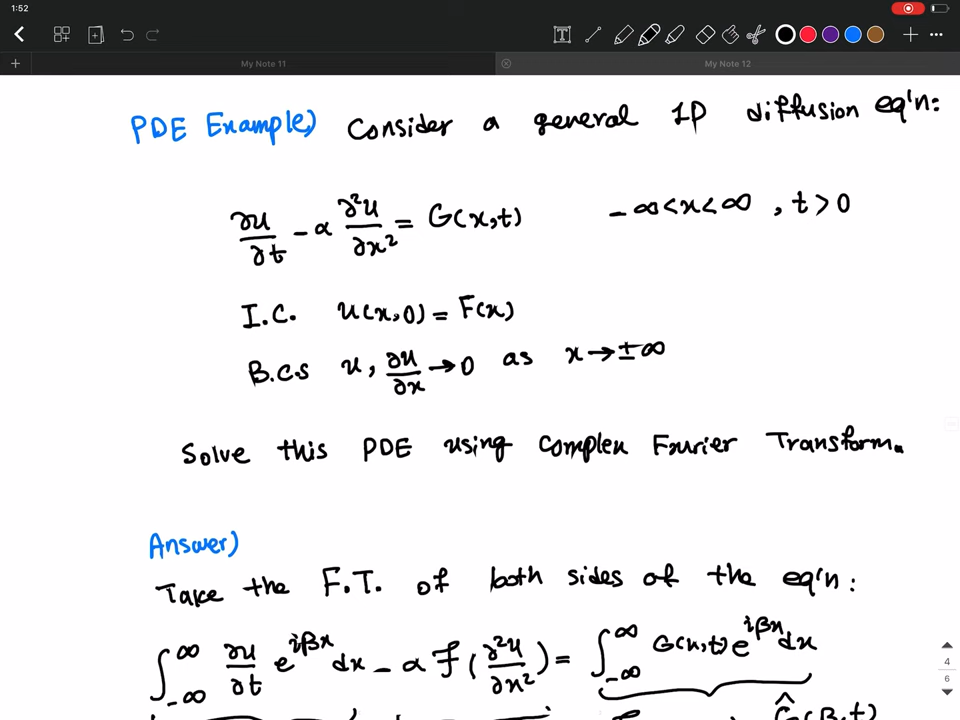 1:52
My Note 11
My Note 12
PDE Example) Consider a general 1D diffusion eq'n:
∂u/∂t - α ∂²u/∂x² = G(x,t)    -∞<x<∞ , t>0
I.C. u(x,0) = F(x)
B.C.s u, ∂u/∂x → 0 as x→±∞
Solve this PDE using Complex Fourier Transform.
Answer)
Take the F.T. of both sides of the eq'n:
∫_{-∞}^{∞} ∂u/∂t e^{iβx} dx - α ℱ(∂²u/∂x²) = ∫_{-∞}^{∞} G(x,t) e^{iβx} dx
Ĝ(β,t)
4
6